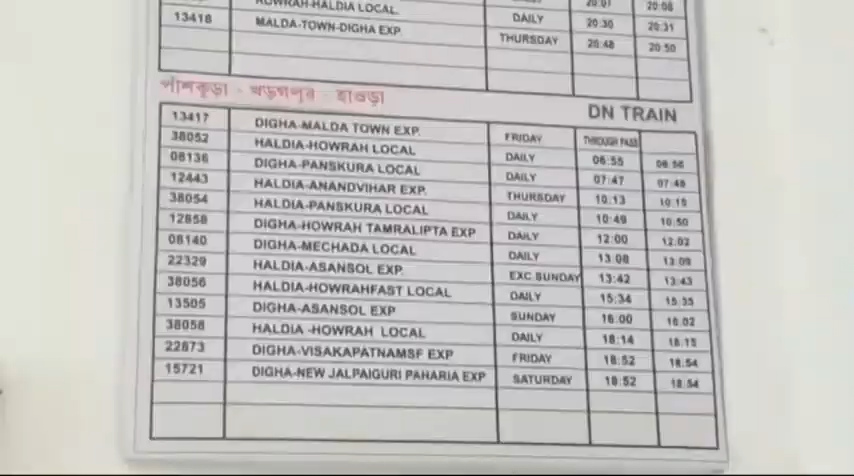 20:07 20:08
HOWRAH-HALDIA LOCAL. DAILY 20:30 20:31
13418 MALDA-TOWN-DIGHA EXP. THURSDAY 20:48 20:50
পাঁশকুড়া - খড়গপুর - হাওড়া DN TRAIN
13417 DIGHA-MALDA TOWN EXP. FRIDAY THROUGH PASS
38052 HALDIA-HOWRAH LOCAL DAILY 06:55 06:56
08136 DIGHA-PANSKURA LOCAL DAILY 07:47 07:48
12443 HALDIA-ANANDVIHAR EXP. THURSDAY 10:13 10:15
38054 HALDIA-PANSKURA LOCAL DAILY 10:49 10:50
12858 DIGHA-HOWRAH TAMRALIPTA EXP DAILY 12:00 12:02
08140 DIGHA-MECHADA LOCAL DAILY 13:08 13:09
22329 HALDIA-ASANSOL EXP. EXC.SUNDAY 13:42 13:43
38056 HALDIA-HOWRAHFAST LOCAL DAILY 15:34 15:35
13505 DIGHA-ASANSOL EXP SUNDAY 16:00 16:02
38058 HALDIA -HOWRAH LOCAL DAILY 18:14 18:15
22873 DIGHA-VISAKAPATNAMSF EXP FRIDAY 18:52 18:54
15721 DIGHA-NEW JALPAIGURI PAHARIA EXP SATURDAY 18:52 18:54